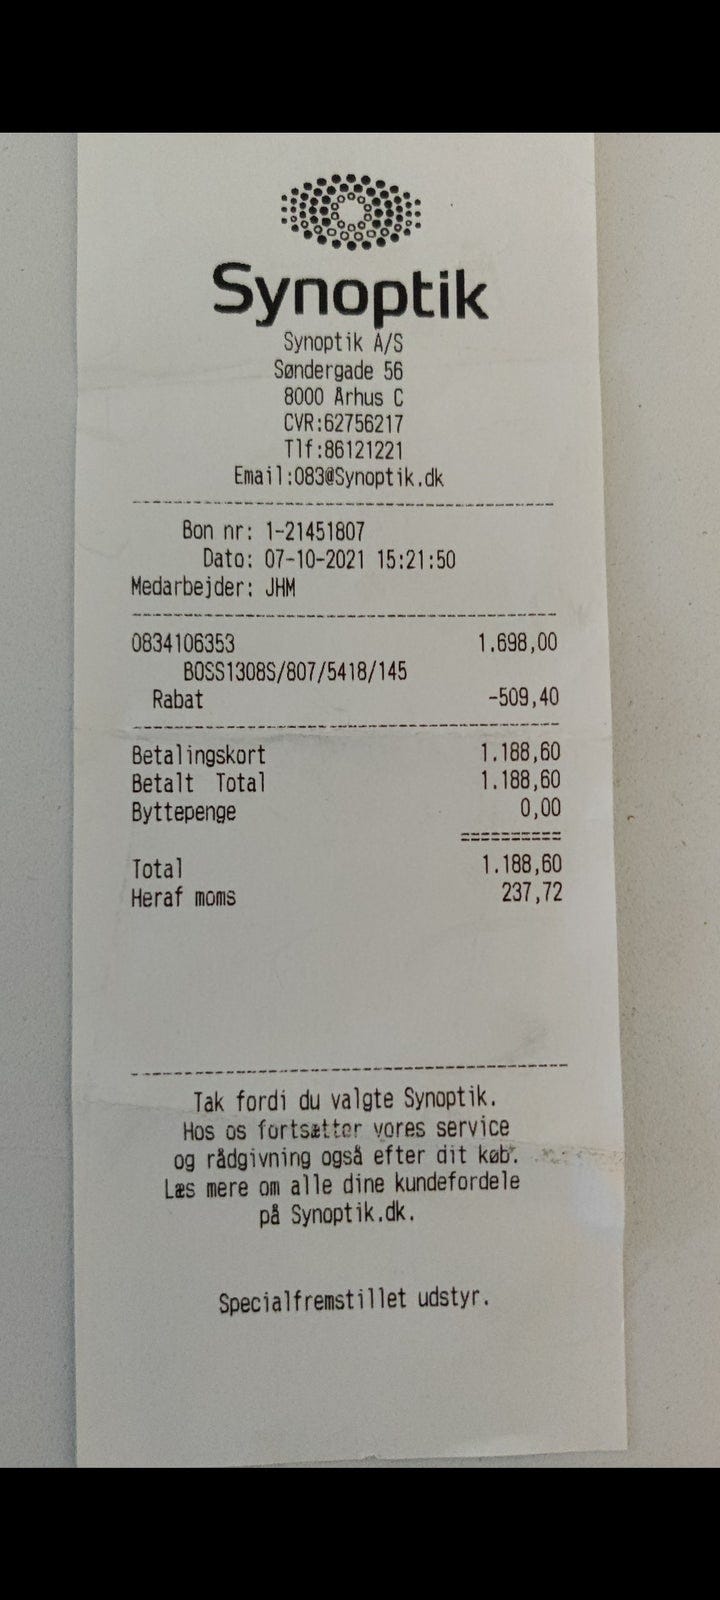 Synoptik
Synoptik A/S
Søndergade 56
8000 Århus C
CVR:62756217
Tlf:86121221
Email:083@Synoptik.dk
Bon nr: 1-21451807
Dato: 07-10-2021 15:21:50
Medarbejder: JHM
0834106353 1.698,00
BOSS1308S/807/5418/145
Rabat -509,40
Betalingskort 1.188,60
Betalt Total 1.188,60
Byttepenge 0,00
==========
Total 1.188,60
Heraf moms 237,72
Tak fordi du valgte Synoptik.
Hos os fortsætter vores service
og rådgivning også efter dit køb.
Læs mere om alle dine kundefordele
på Synoptik.dk.
Specialfremstillet udstyr.